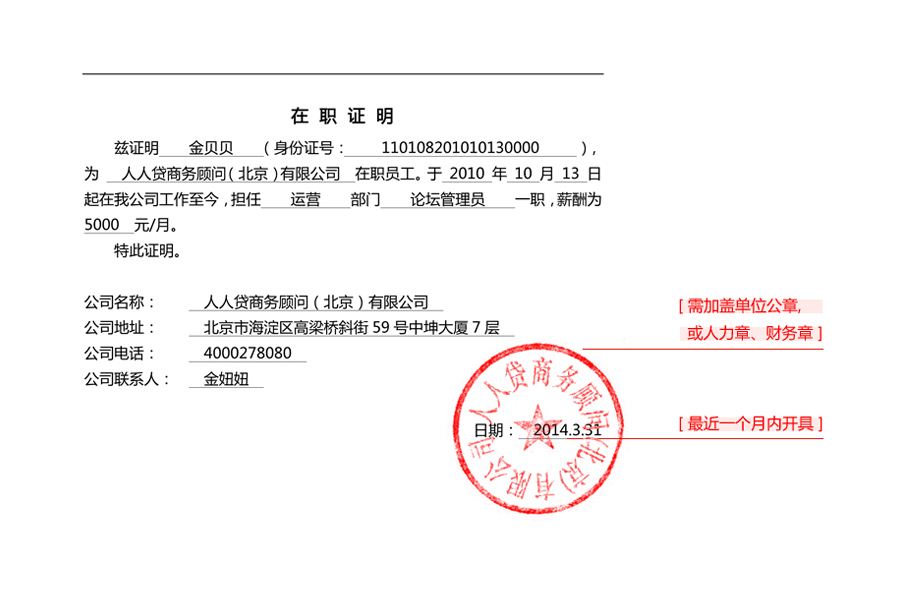 在 职 证 明
兹证明 金贝贝 （身份证号： 110108201010130000 ），
为 人人贷商务顾问（北京）有限公司 在职员工。于 2010 年 10 月 13 日
起在我公司工作至今，担任 运营 部门 论坛管理员 一职，薪酬为
5000 元/月。
特此证明。
公司名称： 人人贷商务顾问（北京）有限公司
[ 需加盖单位公章,
公司地址： 北京市海淀区高梁桥斜街 59 号中坤大厦 7 层
或人力章、财务章 ]
公司电话： 4000278080
公司联系人： 金妞妞
人人贷商务顾问(北京)有限公司
日期： 2014.3.31
[ 最近一个月内开具 ]